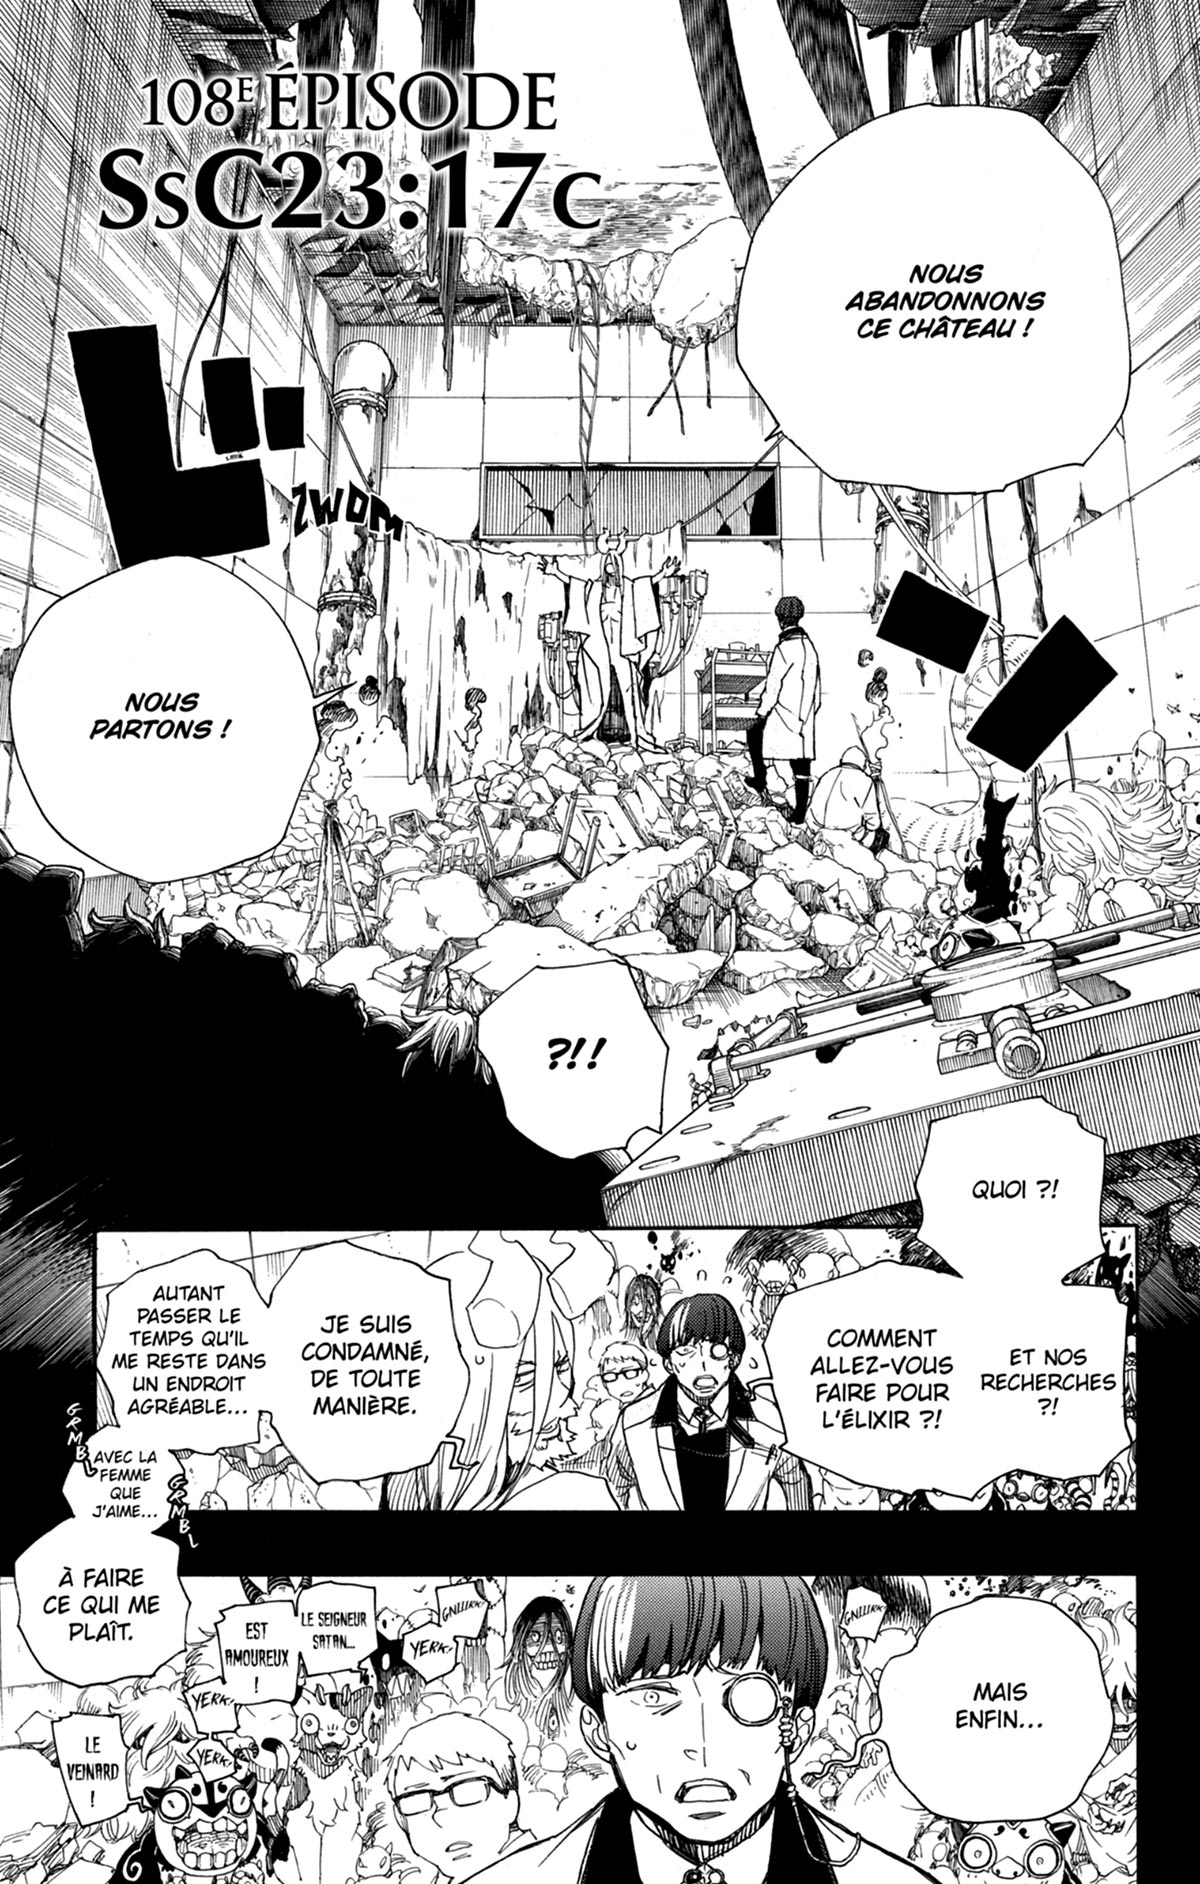 108E ÉPISODE
SSC23:17C
NOUS
ABANDONNONS
CE CHÂTEAU !
ZWOM
NOUS
PARTONS !
?!!
QUOI ?!
ET NOS
RECHERCHES
?!
COMMENT
ALLEZ-VOUS
FAIRE POUR
L'ÉLIXIR ?!
JE SUIS
CONDAMNÉ,
DE TOUTE
MANIÈRE.
AUTANT
PASSER LE
TEMPS QU'IL
ME RESTE DANS
UN ENDROIT
AGRÉABLE...
GRMBL
AVEC LA
FEMME
QUE
J'AIME...
GRMBL
À FAIRE
CE QUI ME
PLAÎT.
MAIS
ENFIN...
GNIIIRK
GNIIIRK
YERK
LE SEIGNEUR
SATAN...
EST
AMOUREUX
!
YERK
YERK
LE
VEINARD
!